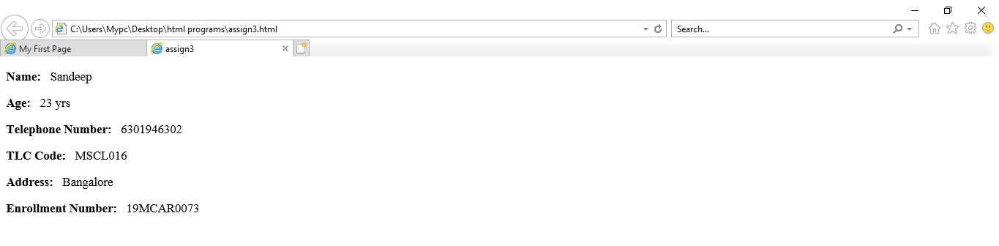 C:\Users\Mypc\Desktop\html programs\assign3.html
Search...
My First Page
assign3
Name: Sandeep
Age: 23 yrs
Telephone Number: 6301946302
TLC Code: MSCL016
Address: Bangalore
Enrollment Number: 19MCAR0073